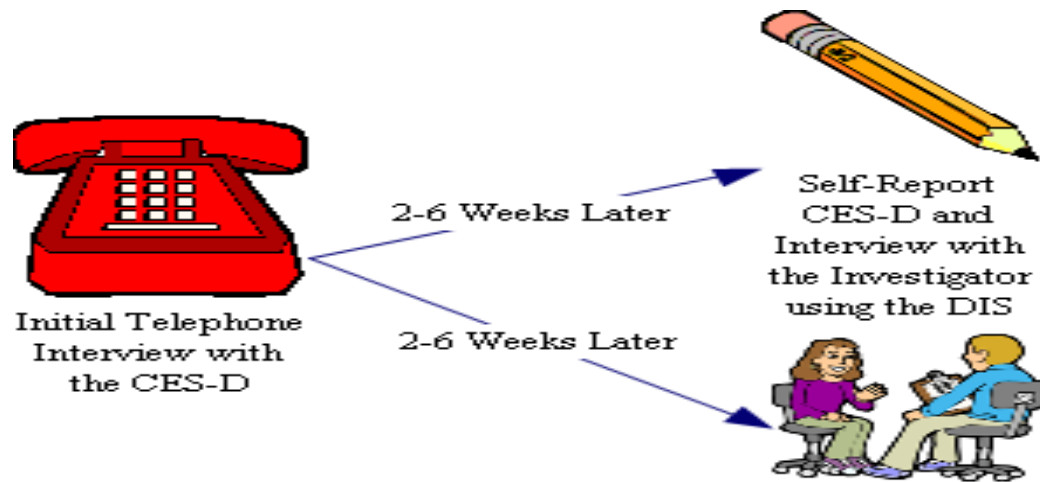 Initial Telephone
Interview with
the CES-D
2-6 Weeks Later
2-6 Weeks Later
Self-Report
CES-D and
Interview with
the Investigator
using the DIS